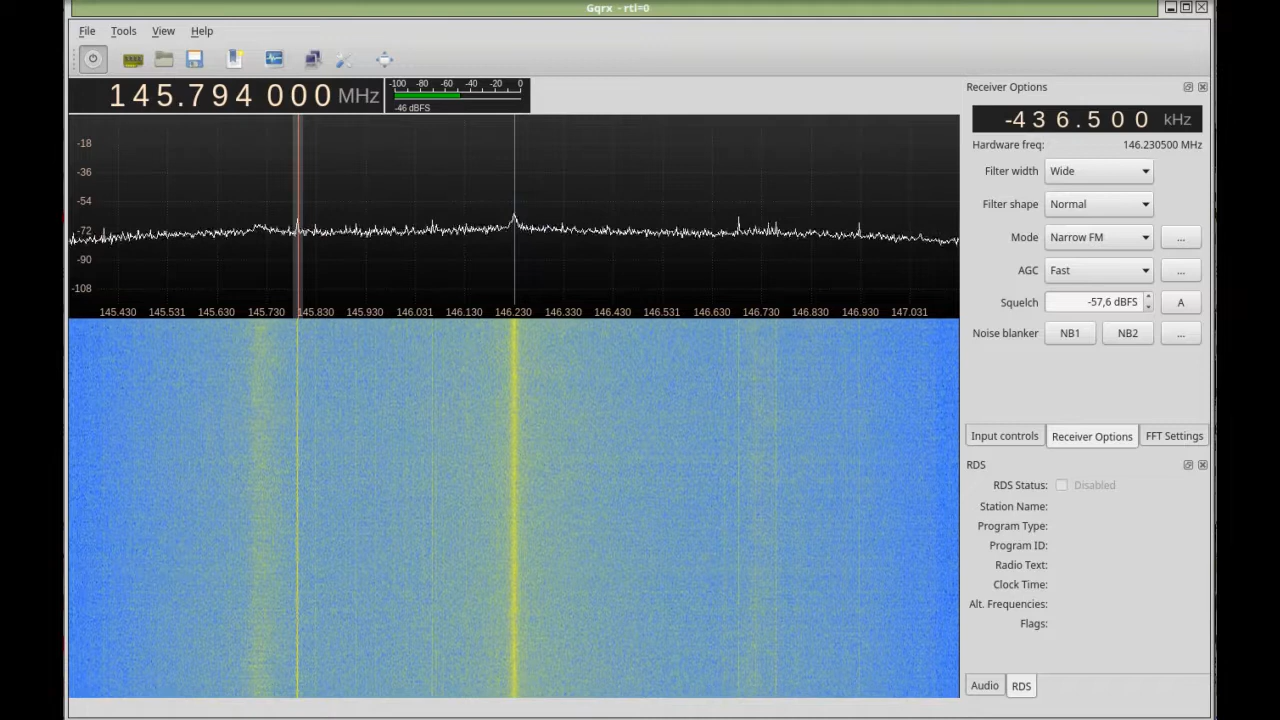 Gqrx - rtl=0
File Tools View Help
145.794 000 MHz
-100 -80 -60 -40 -20 0
-46 dBFS
-18
-36
-54
-72
-90
-108
145.430 145.531 145.630 145.730 145.830 145.930 146.031 146.130 146.230 146.330 146.430 146.531 146.630 146.730 146.830 146.930 147.031
Receiver Options
-436.500 kHz
Hardware freq: 146.230500 MHz
Filter width Wide
Filter shape Normal
Mode Narrow FM ...
AGC Fast ...
Squelch -57,6 dBFS A
Noise blanker NB1 NB2 ...
Input controls Receiver Options FFT Settings
RDS
RDS Status: Disabled
Station Name:
Program Type:
Program ID:
Radio Text:
Clock Time:
Alt. Frequencies:
Flags:
Audio RDS